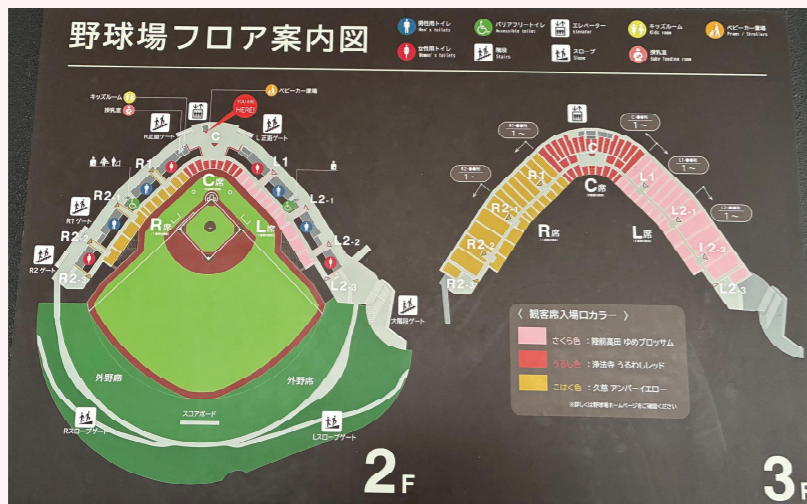 野球場フロア案内図
男性用トイレ
Men's toilets
女性用トイレ
Women's toilets
バリアフリートイレ
Accessible toilet
階段
Stairs
エレベーター
Elevator
スロープ
Slope
キッズルーム
Kids room
授乳室
Baby feeding room
ベビーカー置場
Prams / Strollers
キッズルーム
授乳室
ベビーカー置場
YOU ARE
HERE!
R正面ゲート
L正面ゲート
C
R1
L1
R2-1
L2-1
C席
R1ゲート
R席
L席
R2-2
L2-2
R2ゲート
R2-3
L2-3
大階段ゲート
外野席
外野席
スコアボード
Rスロープゲート
Lスロープゲート
2F
1～
1～
C
R1
L1
C席
R2-1
L2-1
1～
R席
L席
R2-2
L2-2
R2-3
L2-3
〈 観客席入場口カラー 〉
さくら色：陸前高田 ゆめブロッサム
うるし色：浄法寺 うるわしレッド
こはく色：久慈 アンバーイエロー
※詳しくは野球場ホームページをご確認ください
3F